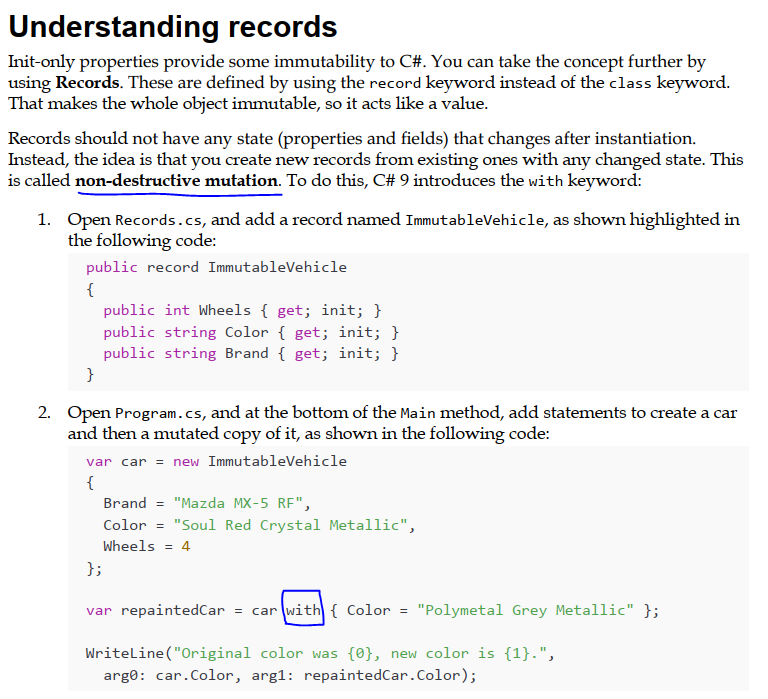 Understanding records
Init-only properties provide some immutability to C#. You can take the concept further by
using Records. These are defined by using the record keyword instead of the class keyword.
That makes the whole object immutable, so it acts like a value.
Records should not have any state (properties and fields) that changes after instantiation.
Instead, the idea is that you create new records from existing ones with any changed state. This
is called non-destructive mutation. To do this, C# 9 introduces the with keyword:
1. Open Records.cs, and add a record named ImmutableVehicle, as shown highlighted in
the following code:
public record ImmutableVehicle
{
public int Wheels { get; init; }
public string Color { get; init; }
public string Brand { get; init; }
}
2. Open Program.cs, and at the bottom of the Main method, add statements to create a car
and then a mutated copy of it, as shown in the following code:
var car = new ImmutableVehicle
{
Brand = "Mazda MX-5 RF",
Color = "Soul Red Crystal Metallic",
Wheels = 4
};
var repaintedCar = car with { Color = "Polymetal Grey Metallic" };
WriteLine("Original color was {0}, new color is {1}.",
arg0: car.Color, arg1: repaintedCar.Color);